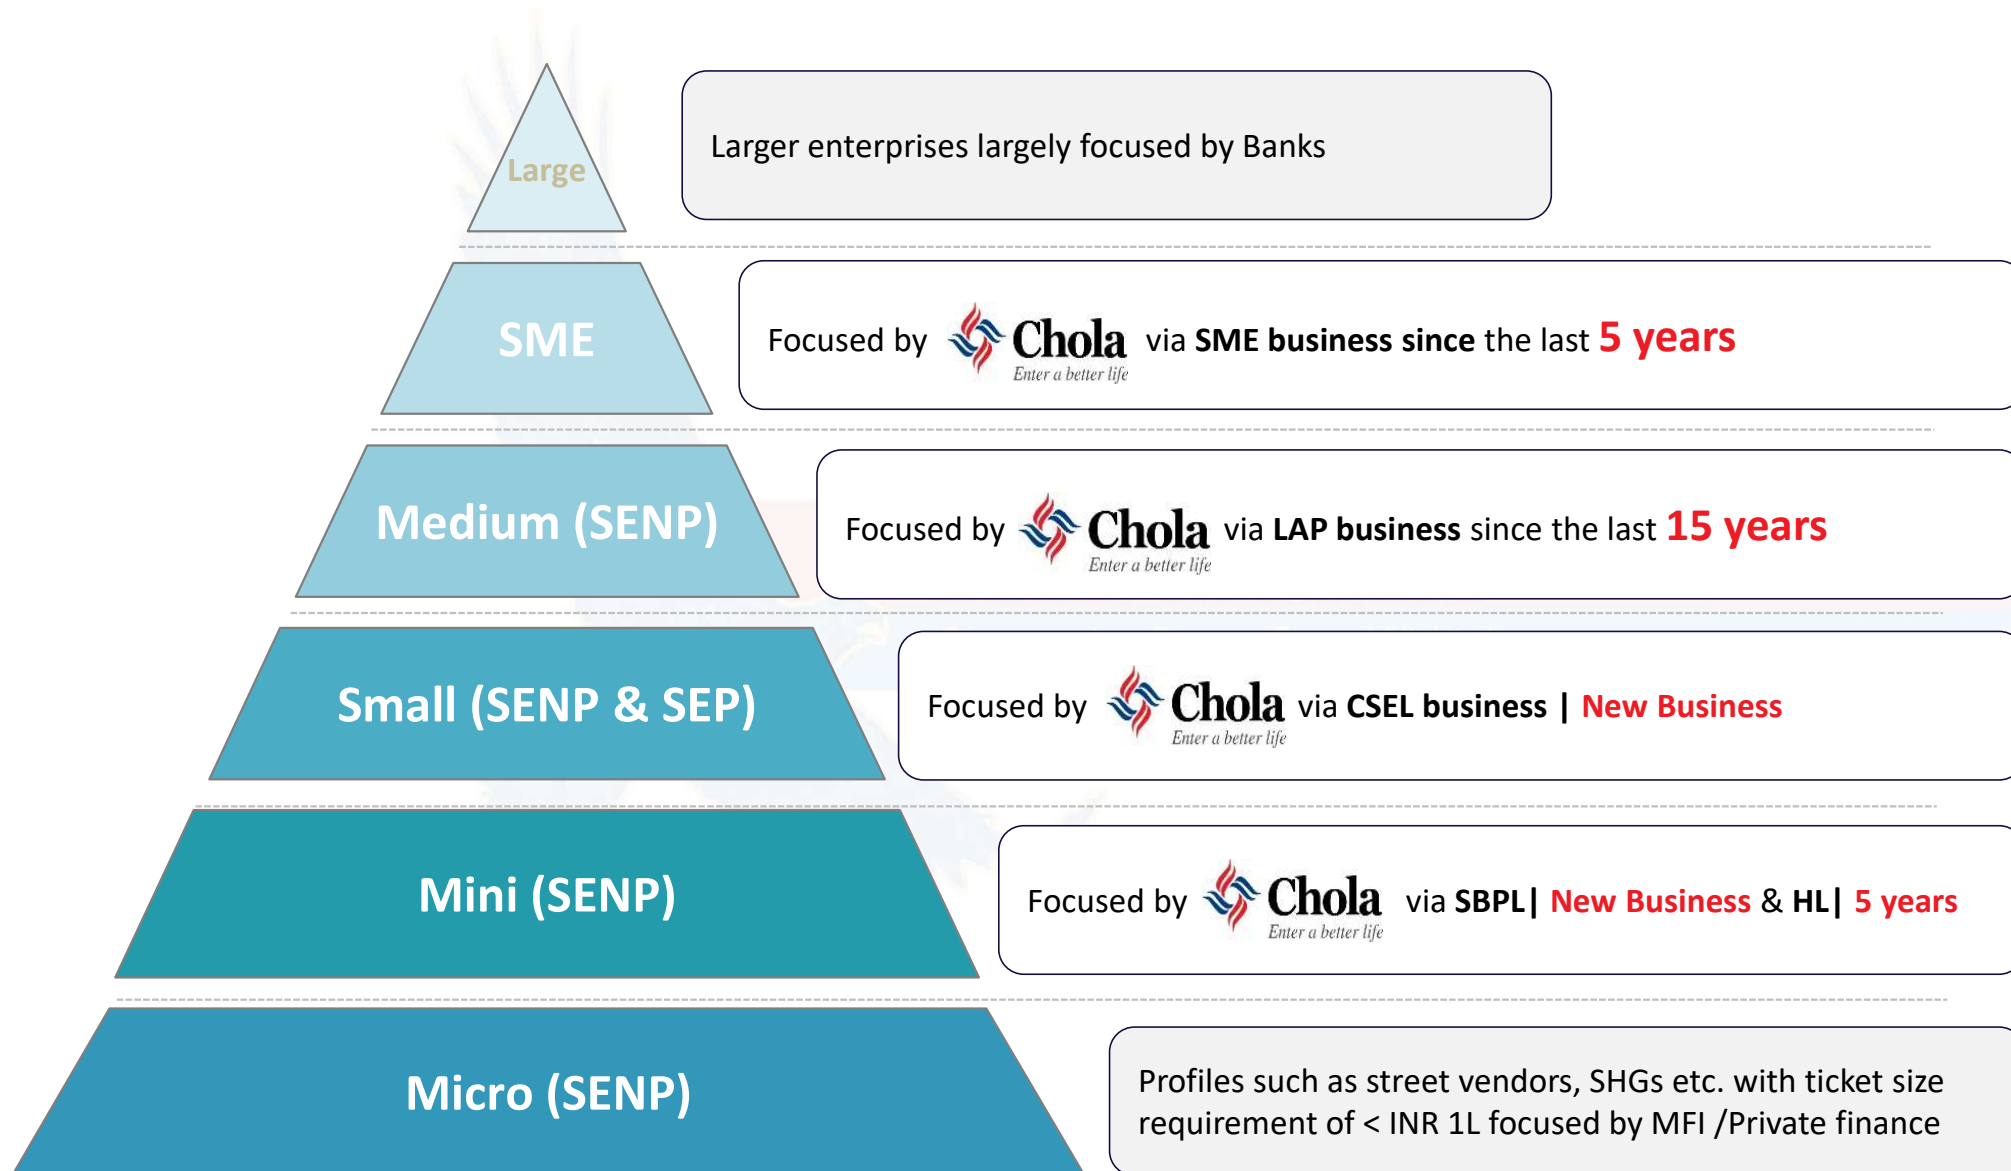 Large
Larger enterprises largely focused by Banks
SME
Focused by Chola via SME business since the last 5 years
Enter a better life
Medium (SENP)
Focused by Chola via LAP business since the last 15 years
Enter a better life
Small (SENP & SEP)
Focused by Chola via CSEL business | New Business
Enter a better life
Mini (SENP)
Focused by Chola via SBPL| New Business & HL| 5 years
Enter a better life
Micro (SENP)
Profiles such as street vendors, SHGs etc. with ticket size
requirement of < INR 1L focused by MFI /Private finance